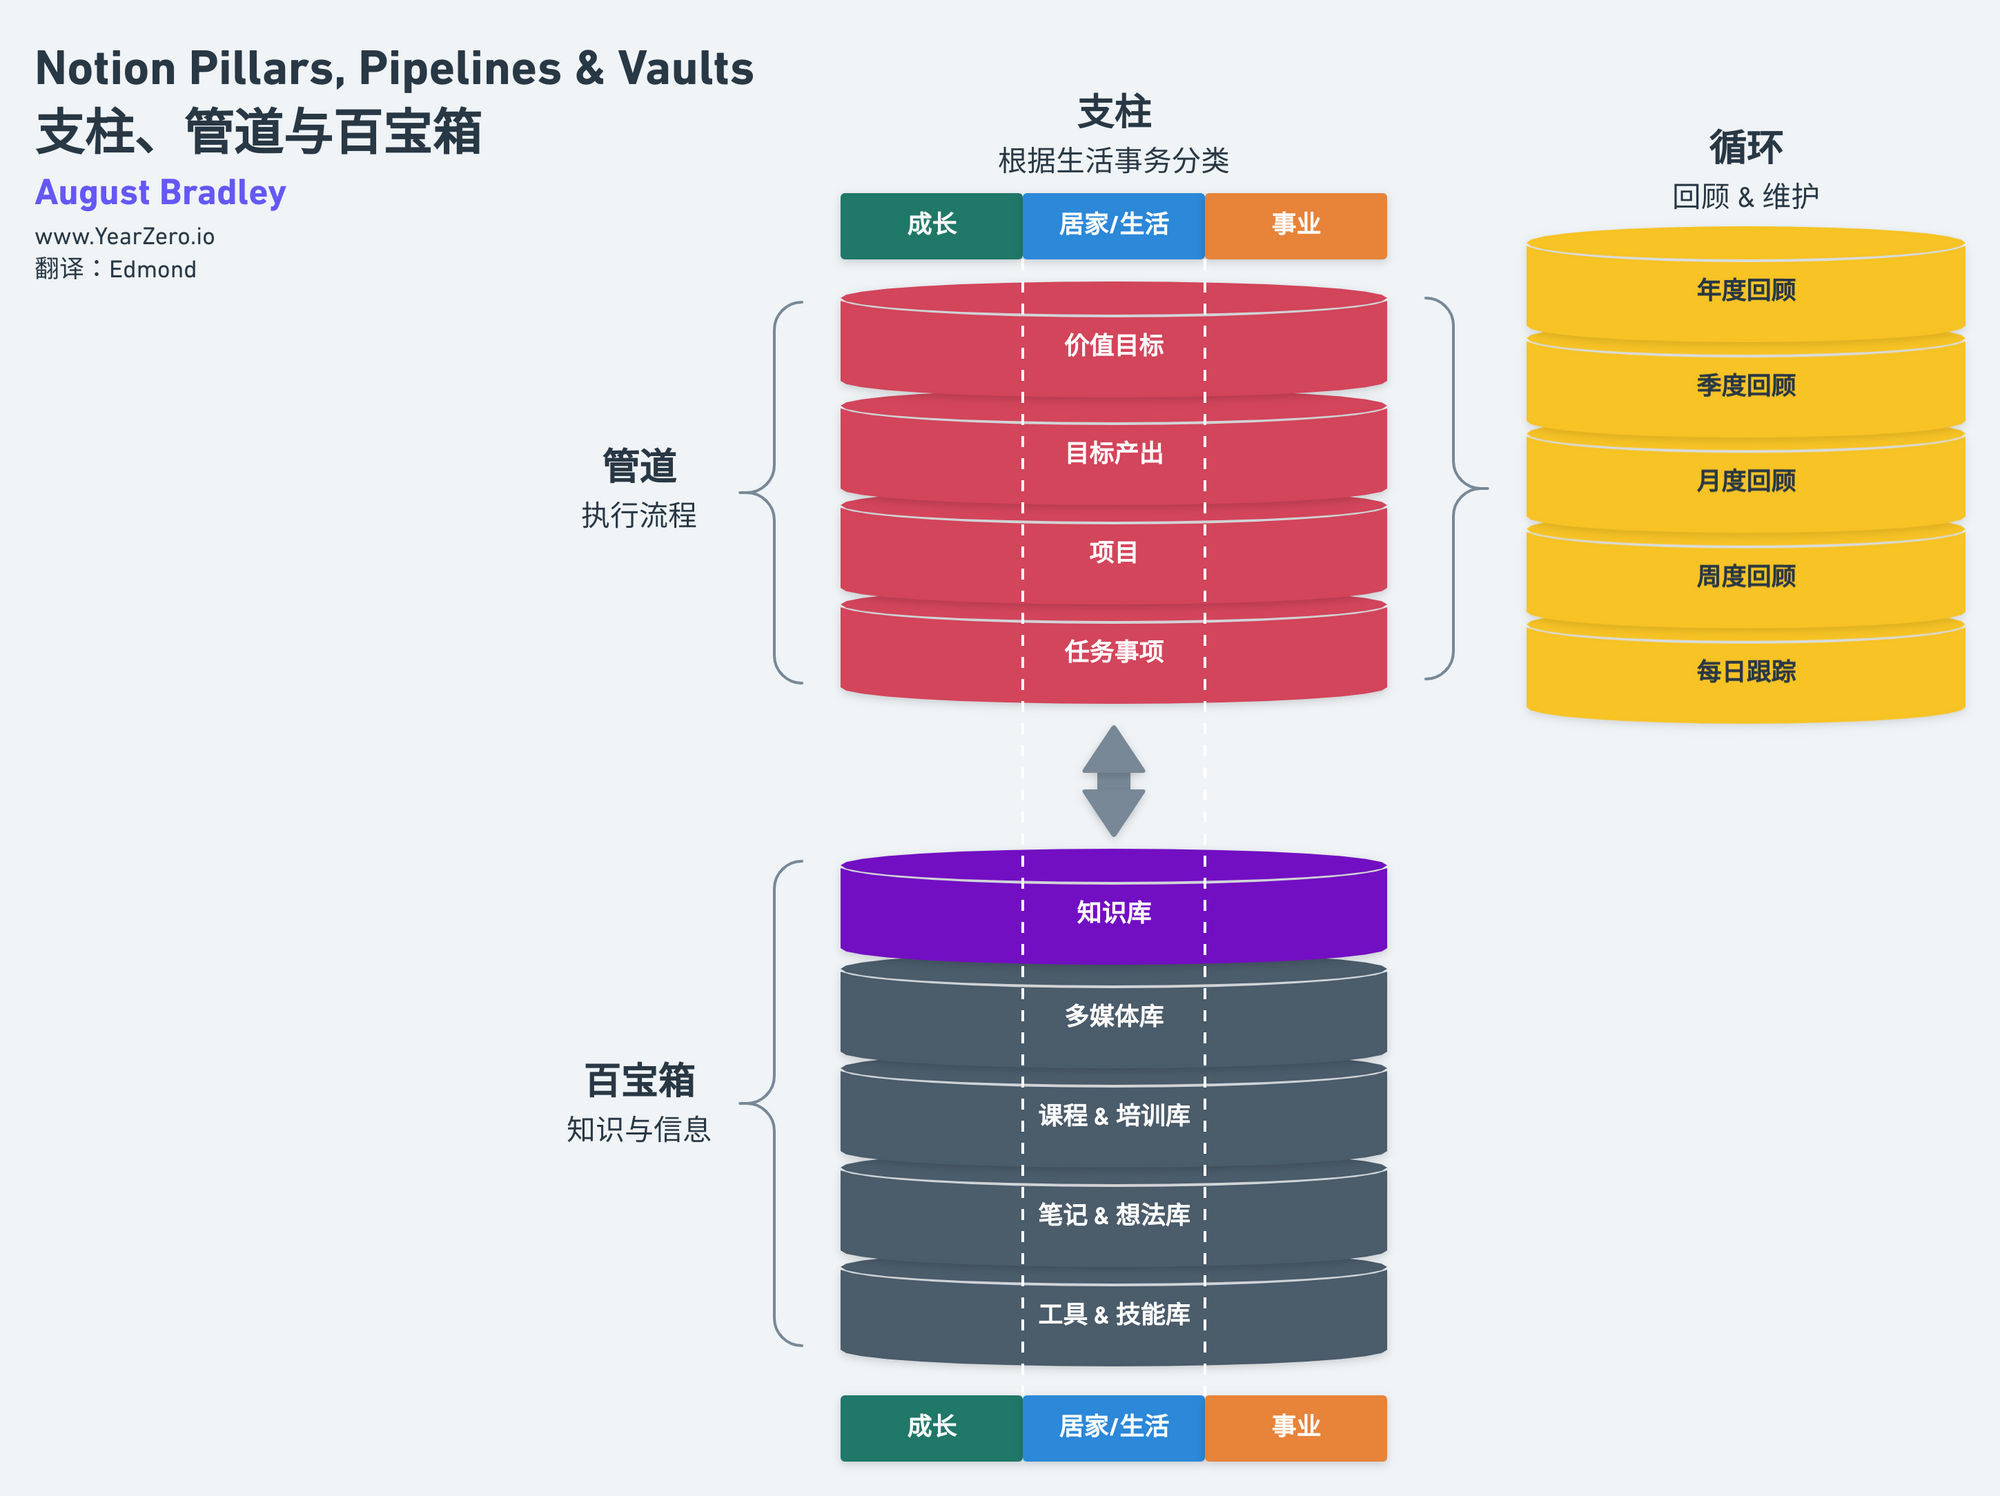 Notion Pillars, Pipelines & Vaults
支柱、管道与百宝箱
August Bradley
www.YearZero.io
翻译：Edmond
支柱
根据生活事务分类
成长
居家/生活
事业
管道
执行流程
价值目标
目标产出
项目
任务事项
循环
回顾 & 维护
年度回顾
季度回顾
月度回顾
周度回顾
每日跟踪
百宝箱
知识与信息
知识库
多媒体库
课程 & 培训库
笔记 & 想法库
工具 & 技能库
成长
居家/生活
事业